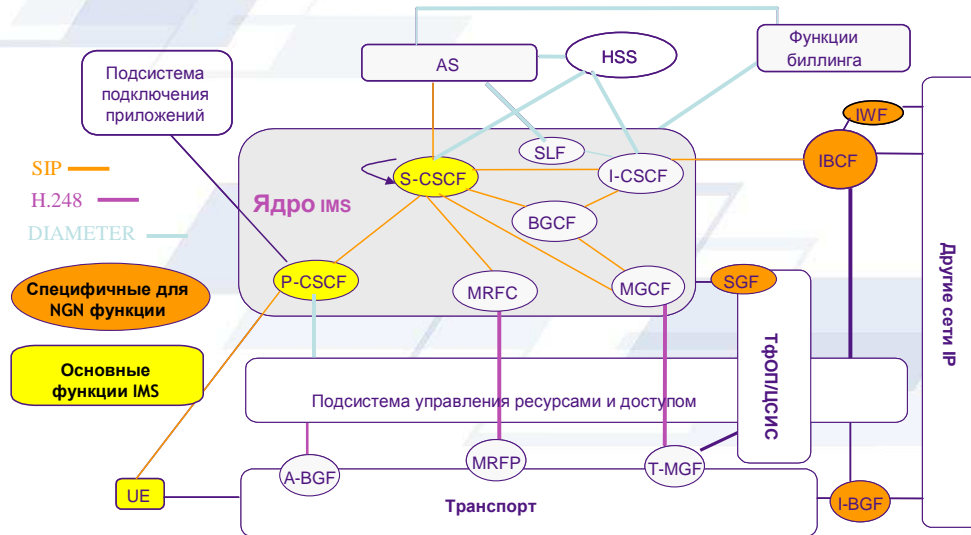 Подсистема
подключения
приложений
AS
HSS
Функции
биллинга
IWF
IBCF
SLF
S-CSCF
I-CSCF
SIP
H.248
DIAMETER
Ядро IMS
BGCF
Специфичные для
NGN функции
P-CSCF
MRFC
MGCF
SGF
Другие сети IP
Основные
функции IMS
ТфОП/ЦСИС
Подсистема управления ресурсами и доступом
UE
A-BGF
MRFP
T-MGF
Транспорт
I-BGF